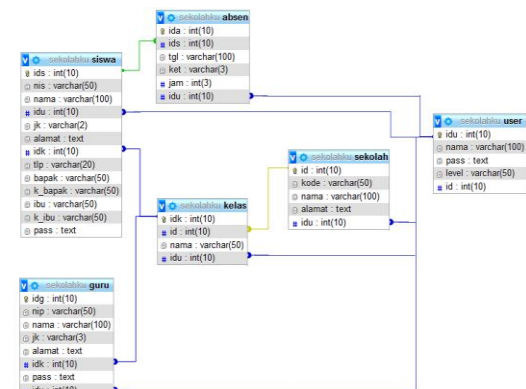 sekolahku absen
ida : int(10)
ids : int(10)
tgl : varchar(100)
ket : varchar(3)
jam : int(3)
idu : int(10)
sekolahku siswa
ids : int(10)
nis : varchar(50)
nama : varchar(100)
idu : int(10)
jk : varchar(2)
alamat : text
idk : int(10)
tlp : varchar(20)
bapak : varchar(50)
k_bapak : varchar(50)
ibu : varchar(50)
k_ibu : varchar(50)
pass : text
sekolahku user
idu : int(10)
nama : varchar(100)
pass : text
level : varchar(50)
id : int(10)
sekolahku sekolah
id : int(10)
kode : varchar(50)
nama : varchar(100)
alamat : text
idu : int(10)
sekolahku kelas
idk : int(10)
id : int(10)
nama : varchar(50)
idu : int(10)
sekolahku guru
idg : int(10)
nip : varchar(50)
nama : varchar(100)
jk : varchar(3)
alamat : text
idk : int(10)
pass : text
idu : int(10)